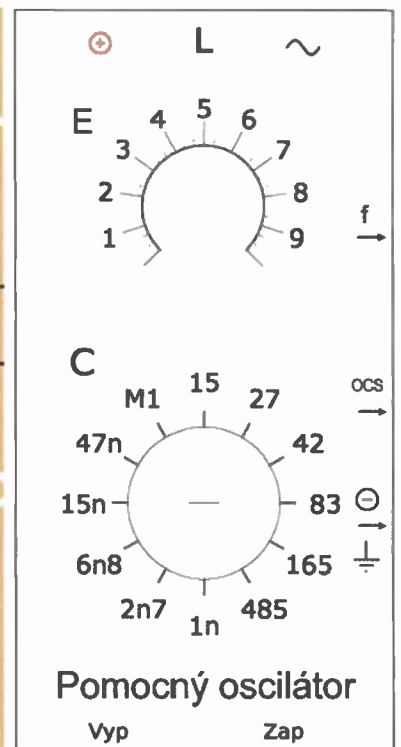 L
E
1 2 3 4 5 6 7 8 9
f
C
15
M1 27
ocs
47n 42
15n 83
6n8 165
2n7 485
1n
Pomocný oscilátor
Vyp Zap